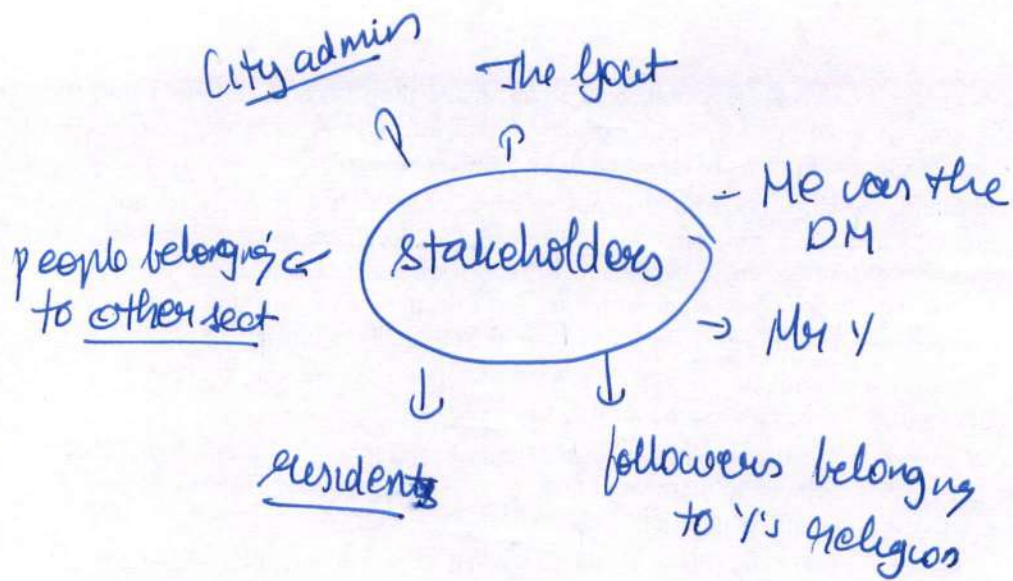 City admin
The Govt
stakeholders
Me as the
DM
people belonging
to other sect
Mr Y
residents
followers belonging
to Y's religion